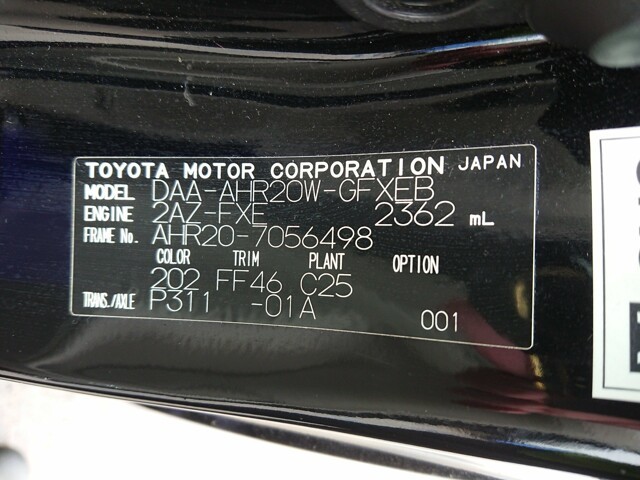 TOYOTA MOTOR CORPORATION JAPAN
MODEL DAA-AHR20W-GFXEB
ENGINE 2AZ-FXE 2362 mL
FRAME No. AHR20-7056498
COLOR TRIM PLANT OPTION
202 FF46 C25
TRANS./AXLE P311 -01A
001